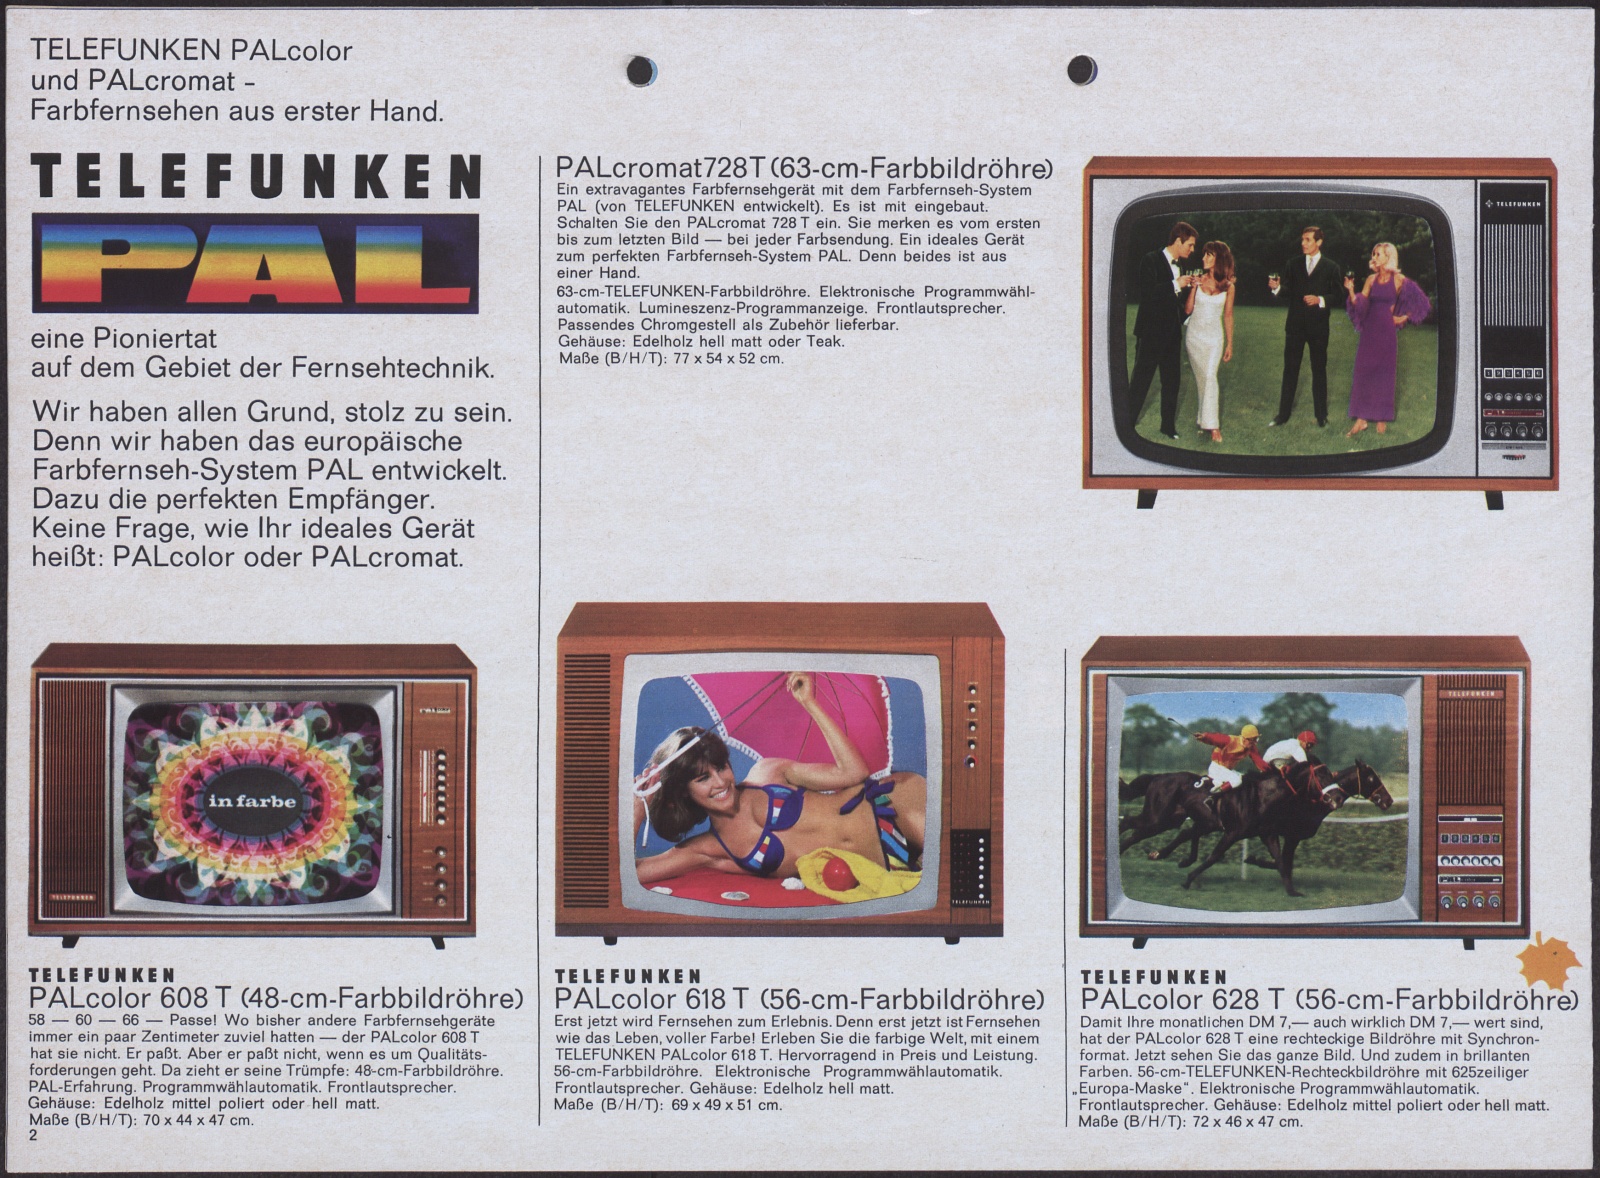 TELEFUNKEN PALcolor
und PALcromat –
Farbfernsehen aus erster Hand.
TELEFUNKEN
PAL
eine Pioniertat
auf dem Gebiet der Fernsehtechnik.
Wir haben allen Grund, stolz zu sein.
Denn wir haben das europäische
Farbfernseh-System PAL entwickelt.
Dazu die perfekten Empfänger.
Keine Frage, wie Ihr ideales Gerät
heißt: PALcolor oder PALcromat.
PALcromat 728 T (63-cm-Farbbildröhre)
Ein extravagantes Farbfernsehgerät mit dem Farbfernseh-System
PAL (von TELEFUNKEN entwickelt). Es ist mit eingebaut.
Schalten Sie den PALcromat 728 T ein. Sie merken es vom ersten
bis zum letzten Bild — bei jeder Farbsendung. Ein ideales Gerät
zum perfekten Farbfernseh-System PAL. Denn beides ist aus
einer Hand.
63-cm-TELEFUNKEN-Farbbildröhre. Elektronische Programmwähl-
automatik. Lumineszenz-Programmanzeige. Frontlautsprecher.
Passendes Chromgestell als Zubehör lieferbar.
Gehäuse: Edelholz hell matt oder Teak.
Maße (B/H/T): 77 x 54 x 52 cm.
TELEFUNKEN
in farbe
TELEFUNKEN
TELEFUNKEN
PALcolor 608 T (48-cm-Farbbildröhre)
58 — 60 — 66 — Passe! Wo bisher andere Farbfernsehgeräte
immer ein paar Zentimeter zuviel hatten — der PALcolor 608 T
hat sie nicht. Er paßt. Aber er paßt nicht, wenn es um Qualitäts-
forderungen geht. Da zieht er seine Trümpfe: 48-cm-Farbbildröhre.
PAL-Erfahrung. Programmwählautomatik. Frontlautsprecher.
Gehäuse: Edelholz mittel poliert oder hell matt.
Maße (B/H/T): 70 x 44 x 47 cm.
2
TELEFUNKEN
TELEFUNKEN
PALcolor 618 T (56-cm-Farbbildröhre)
Erst jetzt wird Fernsehen zum Erlebnis. Denn erst jetzt ist Fernsehen
wie das Leben, voller Farbe! Erleben Sie die farbige Welt, mit einem
TELEFUNKEN PALcolor 618 T. Hervorragend in Preis und Leistung.
56-cm-Farbbildröhre. Elektronische Programmwählautomatik.
Frontlautsprecher. Gehäuse: Edelholz hell matt.
Maße (B/H/T): 69 x 49 x 51 cm.
TELEFUNKEN
TELEFUNKEN
PALcolor 628 T (56-cm-Farbbildröhre)
Damit Ihre monatlichen DM 7,— auch wirklich DM 7,— wert sind,
hat der PALcolor 628 T eine rechteckige Bildröhre mit Synchron-
format. Jetzt sehen Sie das ganze Bild. Und zudem in brillanten
Farben. 56-cm-TELEFUNKEN-Rechteckbildröhre mit 625zeiliger
„Europa-Maske“. Elektronische Programmwählautomatik.
Frontlautsprecher. Gehäuse: Edelholz mittel poliert oder hell matt.
Maße (B/H/T): 72 x 46 x 47 cm.